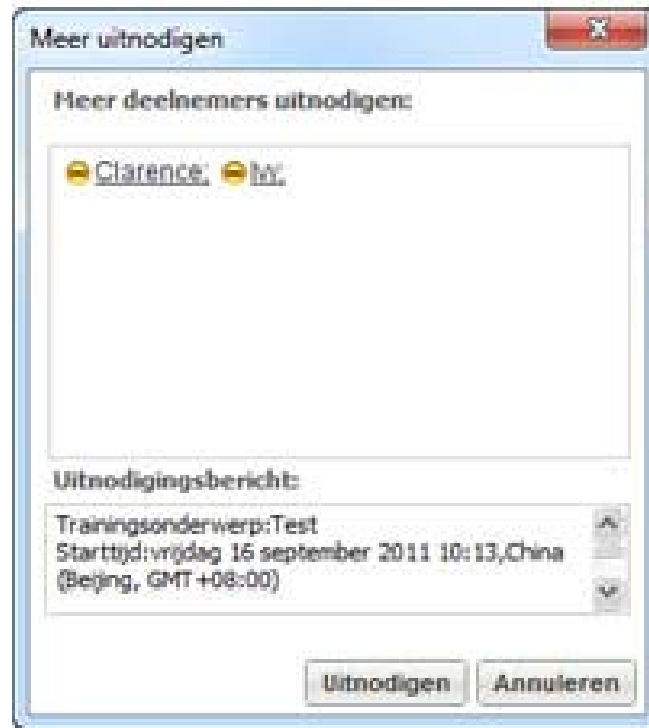 Meer uitnodigen
Meer deelnemers uitnodigen:
Clarence; Ivy;
Uitnodigingsbericht:
Trainingsonderwerp:Test
Starttijd:vrijdag 16 september 2011 10:13,China
(Beijing, GMT+08:00)
Uitnodigen Annuleren